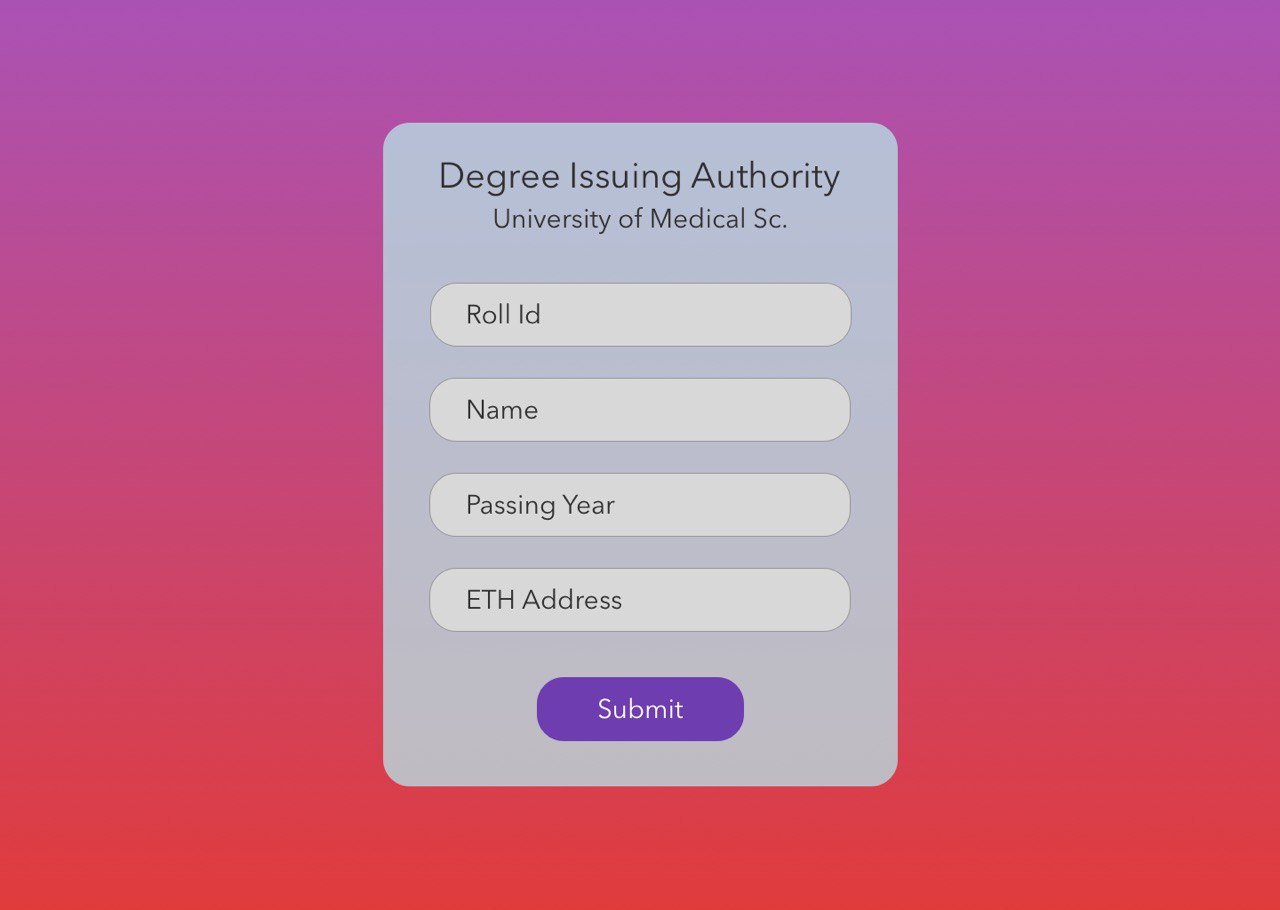 Degree Issuing Authority
University of Medical Sc.
Roll Id
Name
Passing Year
ETH Address
Submit